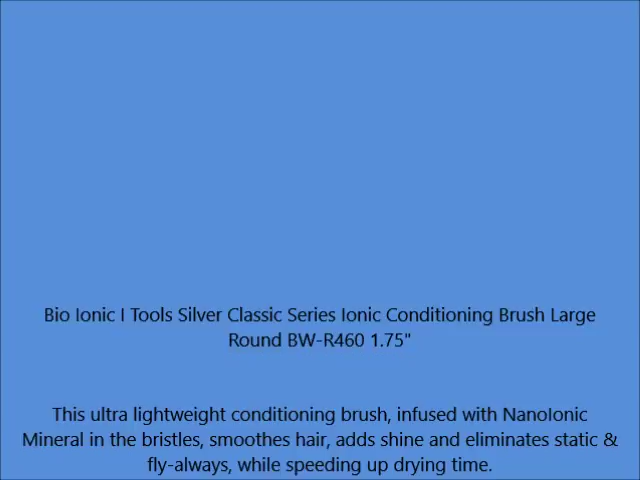 Bio Ionic I Tools Silver Classic Series Ionic Conditioning Brush Large
Round BW-R460 1.75"
This ultra lightweight conditioning brush, infused with NanoIonic
Mineral in the bristles, smoothes hair, adds shine and eliminates static &
fly-always, while speeding up drying time.